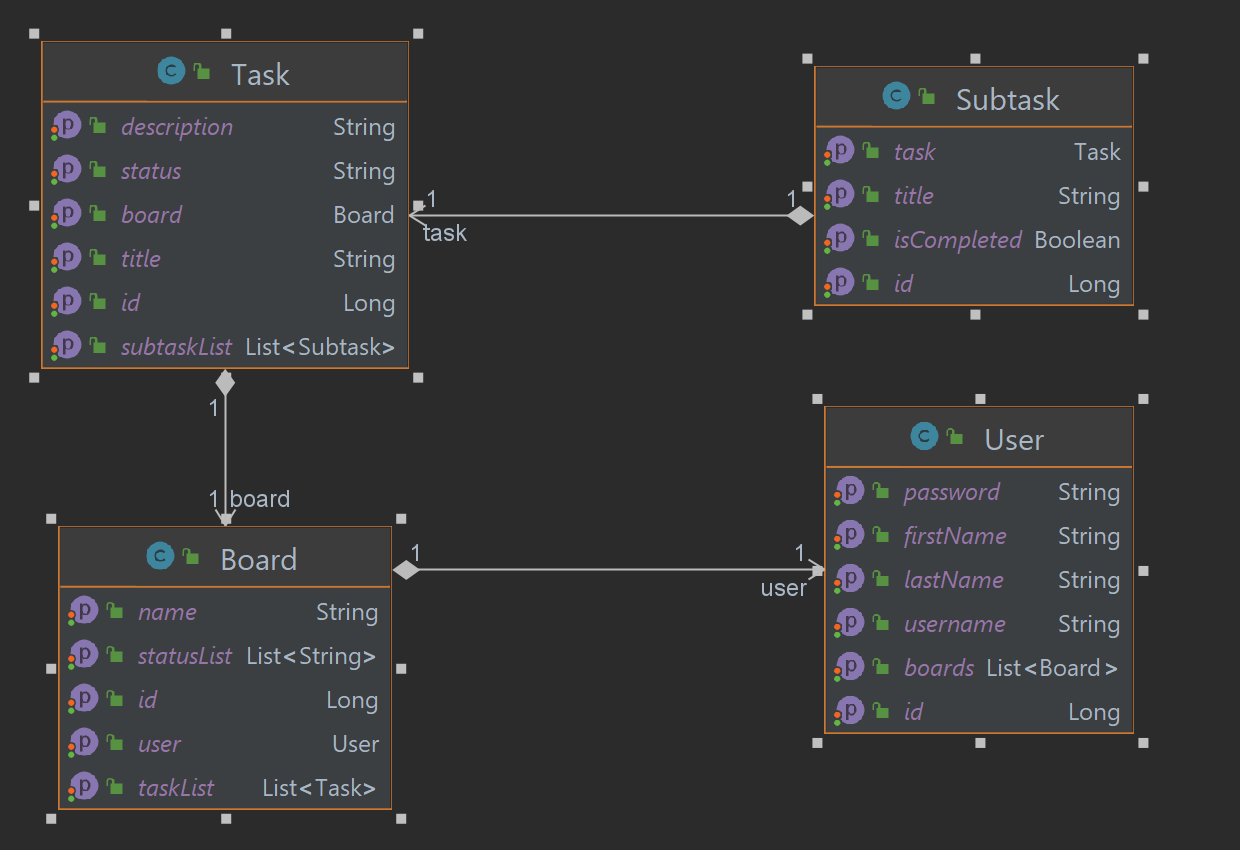 C Task
p description String
p status String
p board Board
p title String
p id Long
p subtaskList List<Subtask>
C Subtask
p task Task
p title String
p isCompleted Boolean
p id Long
1
task
1
1
1 board
C Board
p name String
p statusList List<String>
p id Long
p user User
p taskList List<Task>
1
1
user
C User
p password String
p firstName String
p lastName String
p username String
p boards List<Board>
p id Long